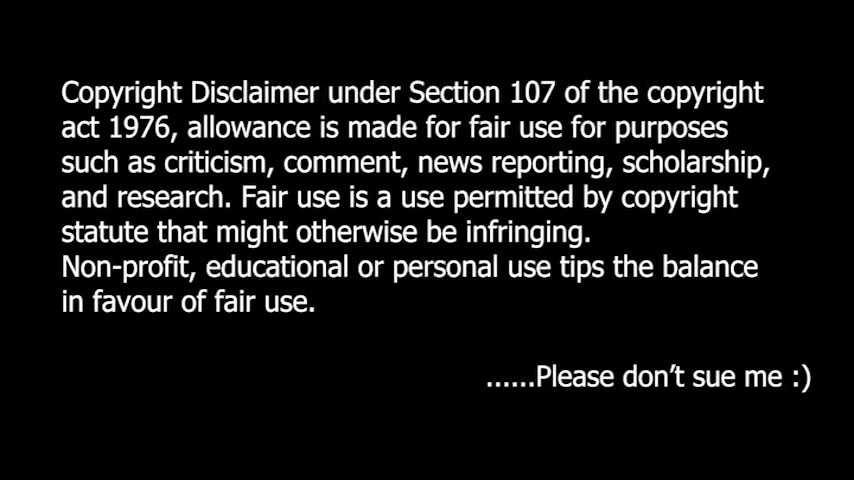 Copyright Disclaimer under Section 107 of the copyright
act 1976, allowance is made for fair use for purposes
such as criticism, comment, news reporting, scholarship,
and research. Fair use is a use permitted by copyright
statute that might otherwise be infringing.
Non-profit, educational or personal use tips the balance
in favour of fair use.
......Please don’t sue me :)